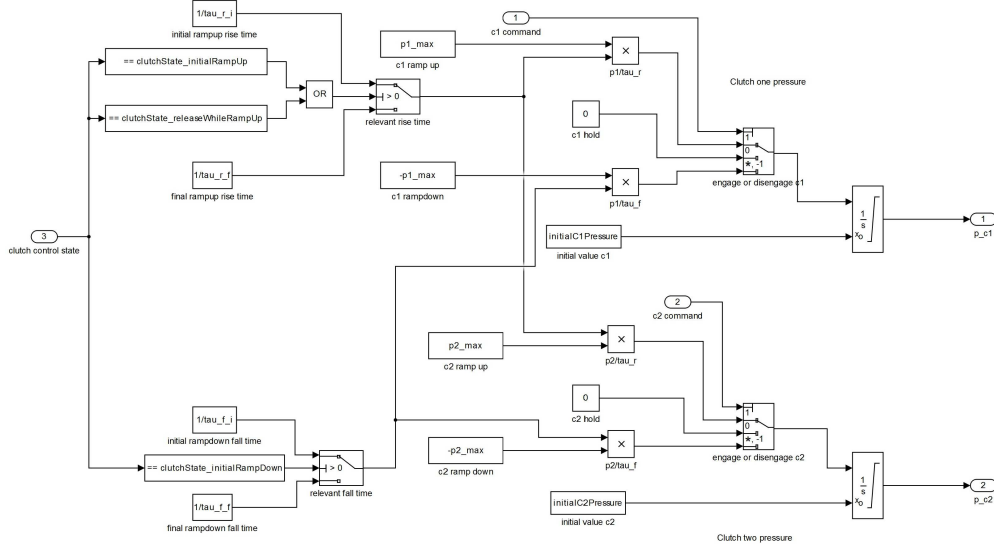 1/tau_r_i
initial rampup rise time
== clutchState_initialRampUp
== clutchState_releaseWhileRampUp
OR
> 0
relevant rise time
1/tau_r_f
final rampup rise time
3
clutch control state
1
c1 command
p1_max
c1 ramp up
×
p1/tau_r
Clutch one pressure
0
c1 hold
-p1_max
c1 rampdown
×
p1/tau_f
1
0
*, -1
engage or disengage c1
initialC1Pressure
initial value c1
1
s
xo
1
p_c1
2
c2 command
p2_max
c2 ramp up
×
p2/tau_r
0
c2 hold
-p2_max
c2 ramp down
×
p2/tau_f
1
0
*, -1
engage or disengage c2
1/tau_f_i
initial rampdown fall time
== clutchState_initialRampDown
> 0
relevant fall time
1/tau_f_f
final rampdown fall time
initialC2Pressure
initial value c2
1
s
xo
2
p_c2
Clutch two pressure